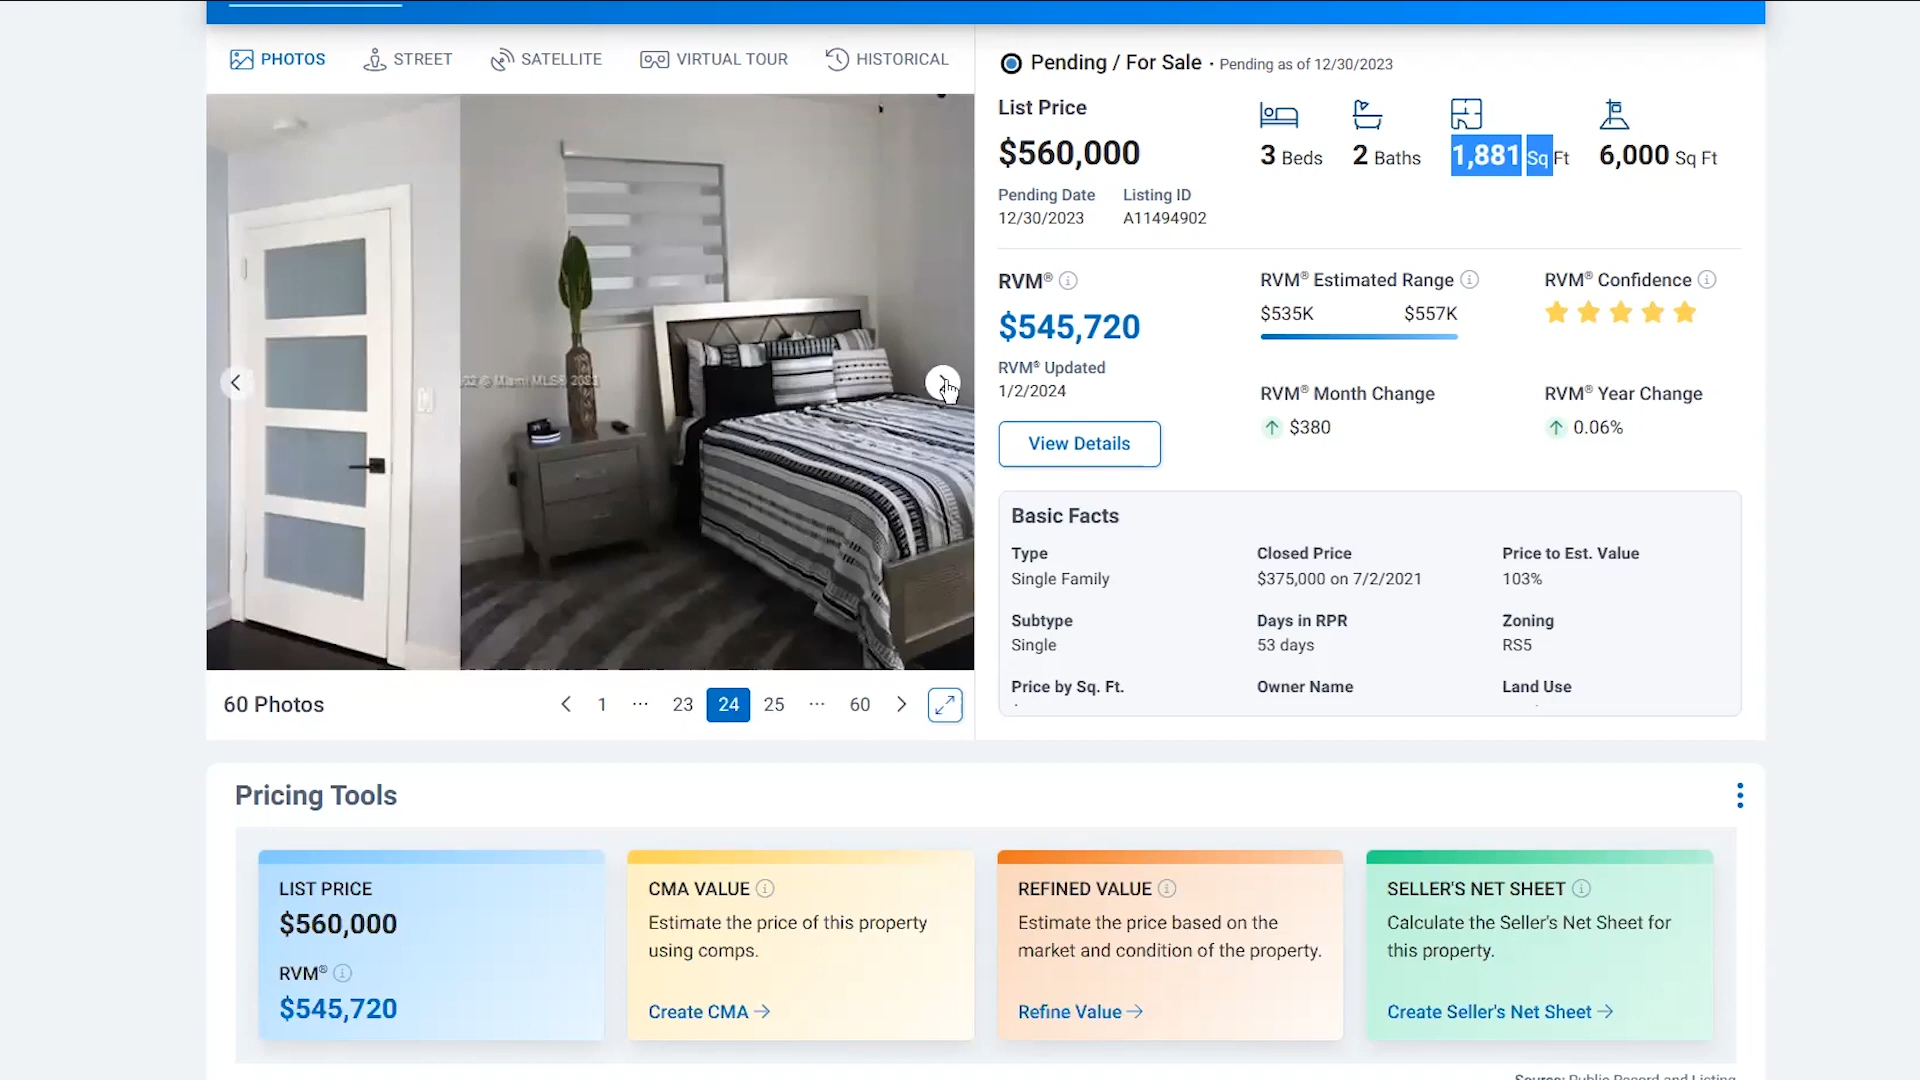 PHOTOS
STREET
SATELLITE
VIRTUAL TOUR
HISTORICAL
Pending / For Sale · Pending as of 12/30/2023
List Price
$560,000
3 Beds
2 Baths
1,881 Sq Ft
6,000 Sq Ft
Pending Date
12/30/2023
Listing ID
A11494902
RVM®
$545,720
RVM® Updated
1/2/2024
View Details
RVM® Estimated Range
$535K $557K
RVM® Confidence
RVM® Month Change
$380
RVM® Year Change
0.06%
© Miami MLS®
60 Photos
1 ... 23 24 25 ... 60
Basic Facts
Type
Single Family
Closed Price
$375,000 on 7/2/2021
Price to Est. Value
103%
Subtype
Single
Days in RPR
53 days
Zoning
RS5
Price by Sq. Ft.
Owner Name
Land Use
Pricing Tools
LIST PRICE
$560,000
RVM®
$545,720
CMA VALUE
Estimate the price of this property
using comps.
Create CMA
REFINED VALUE
Estimate the price based on the
market and condition of the property.
Refine Value
SELLER'S NET SHEET
Calculate the Seller's Net Sheet for
this property.
Create Seller's Net Sheet
Source: Public Record and Listing